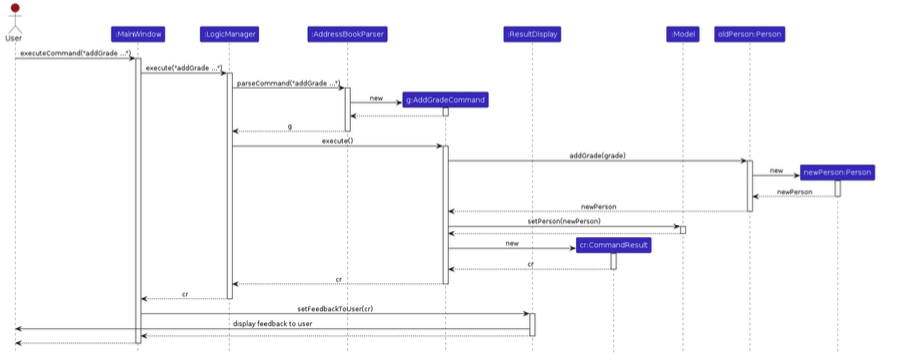 User
:MainWindow
:LogicManager
:AddressBookParser
:ResultDisplay
:Model
oldPerson:Person
executeCommand("addGrade ...")
execute("addGrade ...")
parseCommand("addGrade ...")
new
g:AddGradeCommand
g
execute()
addGrade(grade)
new
newPerson:Person
newPerson
newPerson
setPerson(newPerson)
new
cr:CommandResult
cr
cr
cr
setFeedbackToUser(cr)
display feedback to user